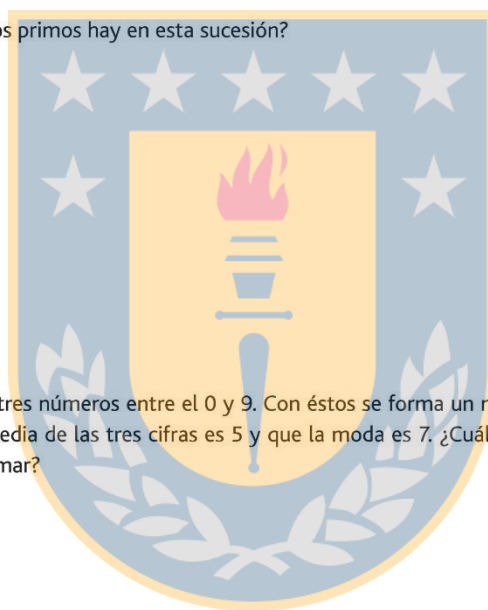 primos hay en esta sucesión?
tres números entre el 0 y 9. Con éstos se forma un
edia de las tres cifras es 5 y que la moda es 7. ¿Cuál
mar?